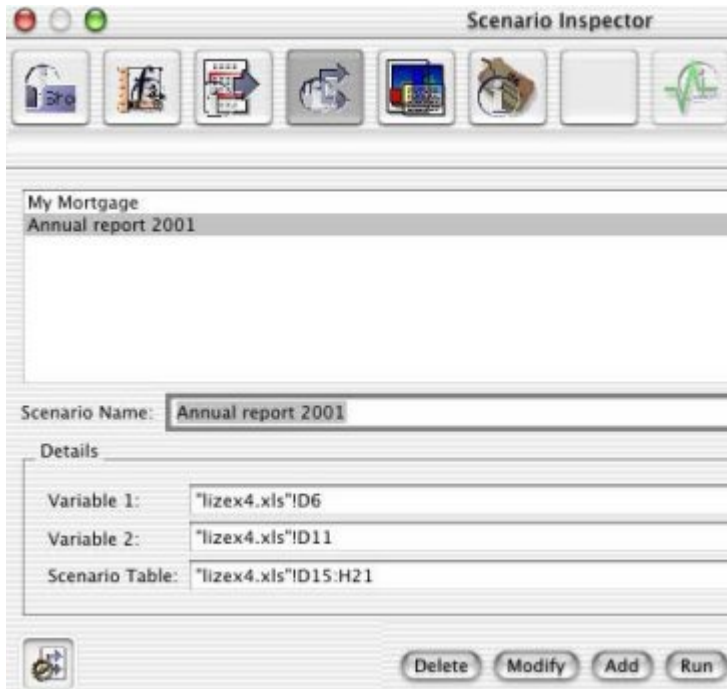 Scenario Inspector
My Mortgage
Annual report 2001
Scenario Name: Annual report 2001
Details
Variable 1: "lizex4.xls"!D6
Variable 2: "lizex4.xls"!D11
Scenario Table: "lizex4.xls"!D15:H21
Delete Modify Add Run